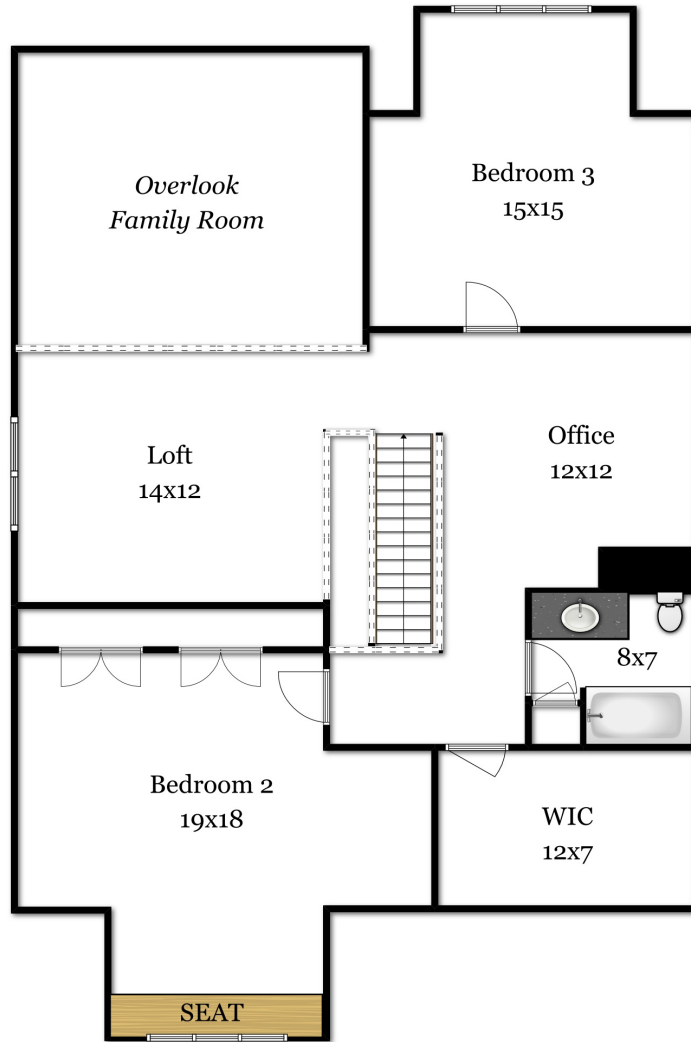 Overlook
Family Room
Bedroom 3
15x15
Loft
14x12
Office
12x12
8x7
Bedroom 2
19x18
WIC
12x7
SEAT